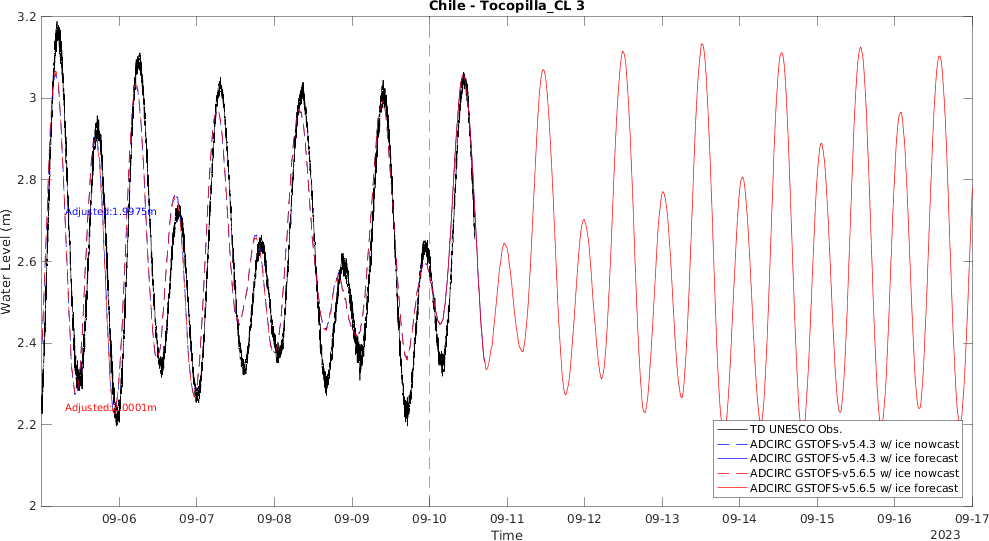 Chile - Tocopilla_CL 3
3.2
3
2.8
2.6
2.4
2.2
2
Water Level (m)
Adjusted:1.9975m
Adjusted: .0001m
TD UNESCO Obs.
ADCIRC GSTOFS-v5.4.3 w/ ice nowcast
ADCIRC GSTOFS-v5.4.3 w/ ice forecast
ADCIRC GSTOFS-v5.6.5 w/ ice nowcast
ADCIRC GSTOFS-v5.6.5 w/ ice forecast
09-06 09-07 09-08 09-09 09-10 09-11 09-12 09-13 09-14 09-15 09-16 09-17
Time
2023